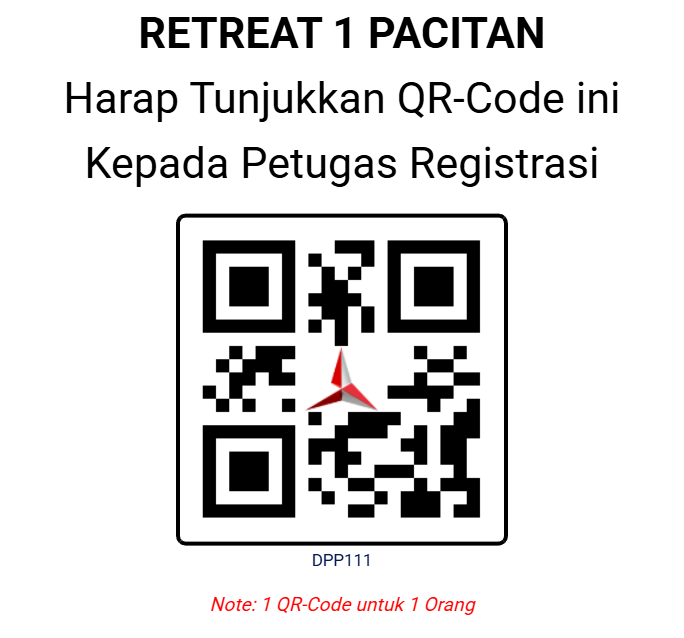 RETREAT 1 PACITAN
Harap Tunjukkan QR-Code ini
Kepada Petugas Registrasi
DPP111
Note: 1 QR-Code untuk 1 Orang